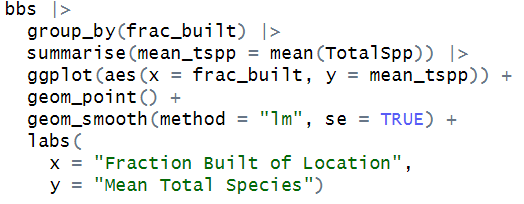 bbs |>
  group_by(frac_built) |>
  summarise(mean_tspp = mean(TotalSpp)) |>
  ggplot(aes(x = frac_built, y = mean_tspp)) +
  geom_point() +
  geom_smooth(method = "lm", se = TRUE) +
  labs(
    x = "Fraction Built of Location",
    y = "Mean Total Species")